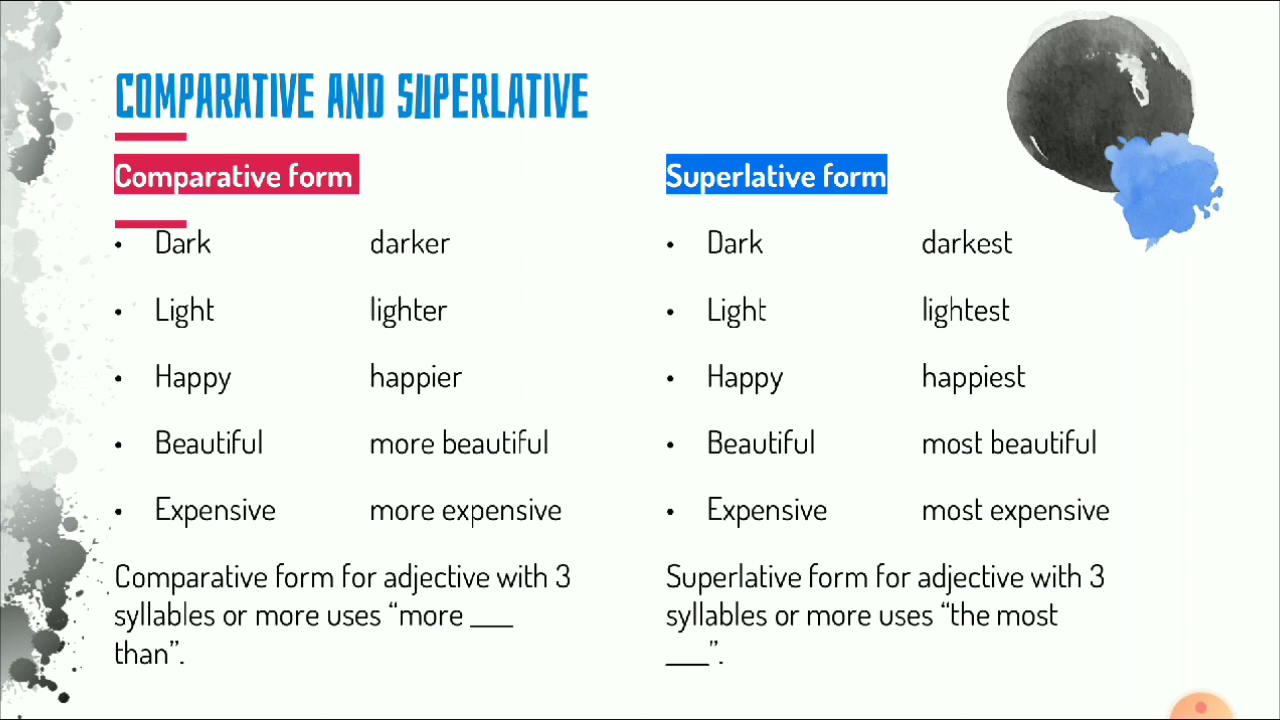 COMPARATIVE AND SUPERLATIVE
Comparative form
• Dark darker
• Light lighter
• Happy happier
• Beautiful more beautiful
• Expensive more expensive
Comparative form for adjective with 3
syllables or more uses “more ___
than”.
Superlative form
• Dark darkest
• Light lightest
• Happy happiest
• Beautiful most beautiful
• Expensive most expensive
Superlative form for adjective with 3
syllables or more uses “the most
___”.